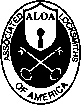 ASSOCIATED LOCKSMITHS
ALOA
OF AMERICA